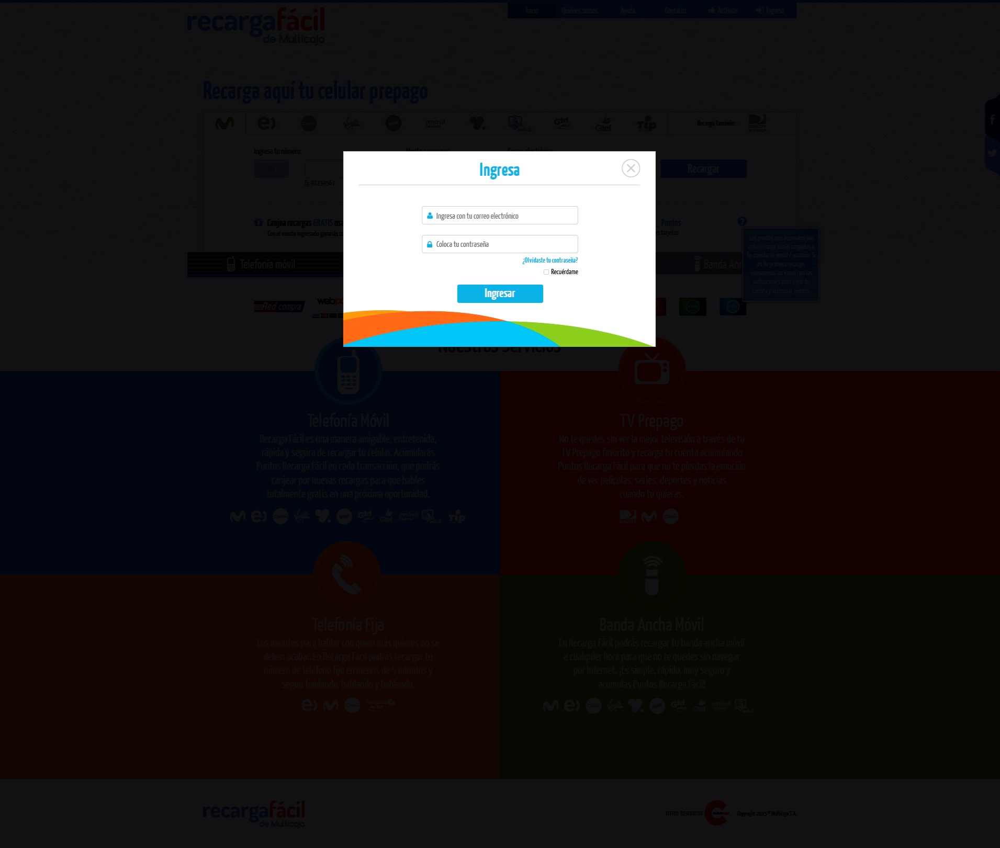 recargafácil
de Multicaja
Inicio
Quiénes somos
Ayuda
Contacto
Actívate
Ingresa
Recarga aquí tu celular prepago
Recarga también:
DIRECTV
Ingresa tu número:
Recargar
Ej: 91234567
Canjea recargas GRATIS
Con el monto ingresado ganarás
Puntos
tarjetas
Los puntos que acumules por
esta recarga serán cargados a
tu cuenta de email / usuario. Si
es tu primera recarga,
enviaremos un email con las
indicaciones para crear tu
cuenta y acumular puntos.
Ingresa
Ingresa con tu correo electrónico
Coloca tu contraseña
¿Olvidaste tu contraseña?
Recuérdame
Ingresar
Telefonía móvil
Banda
Red compra
Nuestros Servicios
Telefonía Móvil
Recarga Fácil es una manera amigable, entretenida,
rápida y segura de recargar tu celular. Acumularás
Puntos Recarga Fácil en cada transacción, que podrás
canjear por nuevas recargas para que hables
totalmente gratis en una próxima oportunidad.
TV Prepago
No te quedes sin ver la mejor televisión a través de tu
TV Prepago favorito y recarga tu cuenta acumulando
Puntos Recarga Fácil para que no te pierdas la emoción
de ver películas, series, deportes y noticias
cuando tú quieras.
Telefonía Fija
Los minutos para hablar con quien más quieres no se
deben acabar. En Recarga Fácil podrás recargar tu
número de teléfono fijo en menos de 5 minutos y
seguir hablando, hablando y hablando.
Banda Ancha Móvil
En Recarga Fácil podrás recargar tu banda ancha móvil
a cualquier hora para que no te quedes sin navegar
por Internet. ¡Es simple, rápido, muy seguro y
acumulas Puntos Recarga Fácil!
recargafácil
de Multicaja
OTRO SERVICIO
Copyright 2015 ® Multicaja S.A.